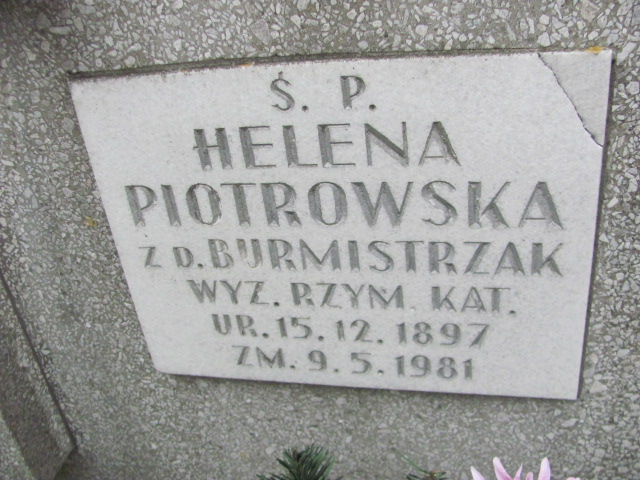 Ś. P.
HELENA
PIOTROWSKA
Z D. BURMISTRZAK
WYZ. RZYM. KAT.
UR. 15. 12. 1897
ZM. 9. 5. 1981